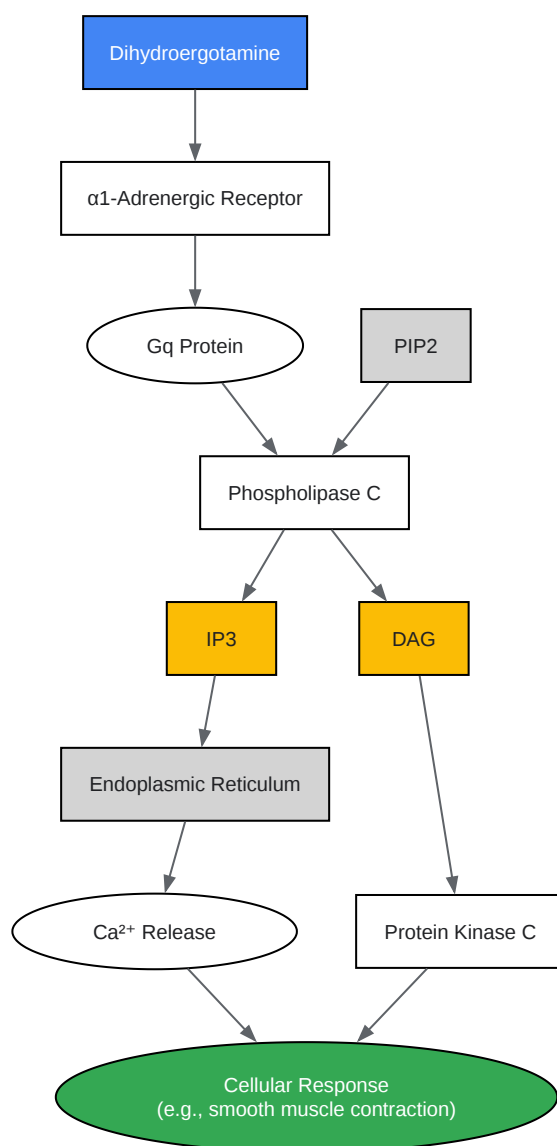 Dihydroergotamine
α1-Adrenergic Receptor
Gq Protein
PIP2
Phospholipase C
IP3
DAG
Endoplasmic Reticulum
Ca²⁺ Release
Protein Kinase C
Cellular Response
(e.g., smooth muscle contraction)